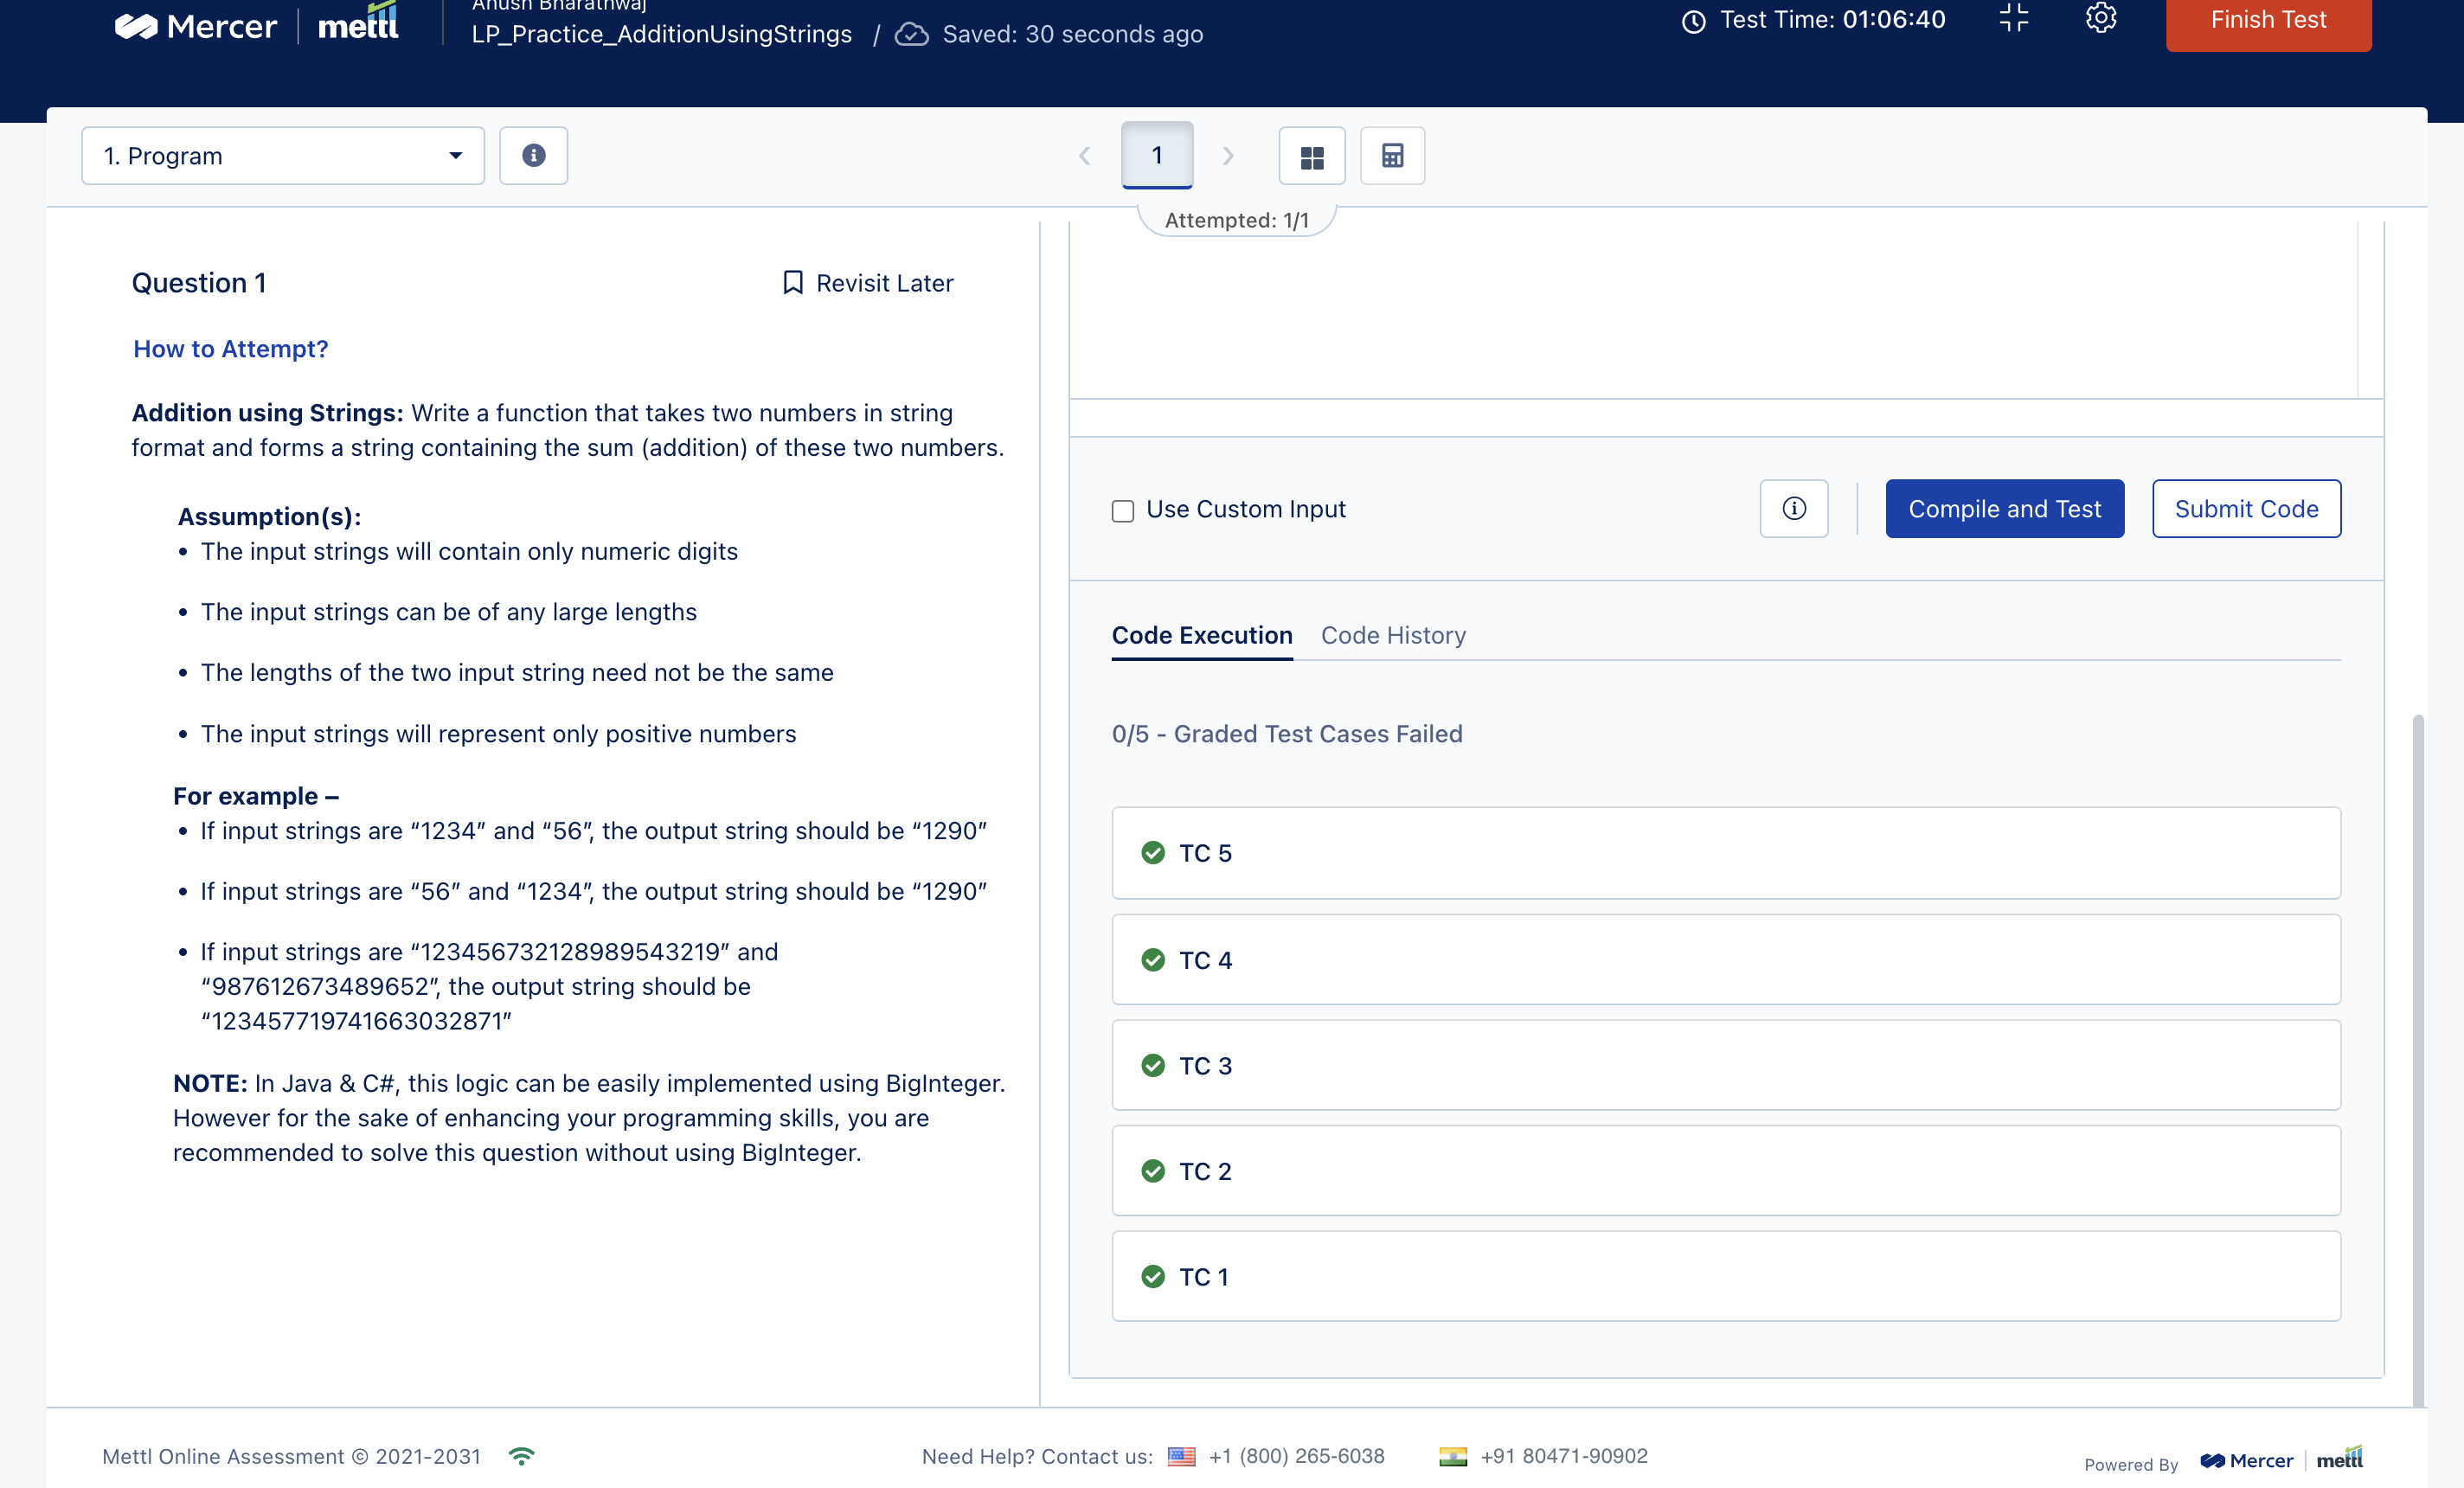 Anush Bharathwaj
Mercer mettl
LP_Practice_AdditionUsingStrings / Saved: 30 seconds ago
Test Time: 01:06:40
Finish Test
1. Program
1
Attempted: 1/1
Question 1
Revisit Later
How to Attempt?
Addition using Strings: Write a function that takes two numbers in string
format and forms a string containing the sum (addition) of these two numbers.
Assumption(s):
• The input strings will contain only numeric digits
• The input strings can be of any large lengths
• The lengths of the two input string need not be the same
• The input strings will represent only positive numbers
For example –
• If input strings are “1234” and “56”, the output string should be “1290”
• If input strings are “56” and “1234”, the output string should be “1290”
• If input strings are “123456732128989543219” and
“987612673489652”, the output string should be
“123457719741663032871”
NOTE: In Java & C#, this logic can be easily implemented using BigInteger.
However for the sake of enhancing your programming skills, you are
recommended to solve this question without using BigInteger.
Use Custom Input
Compile and Test
Submit Code
Code Execution
Code History
0/5 - Graded Test Cases Failed
TC 5
TC 4
TC 3
TC 2
TC 1
Mettl Online Assessment © 2021-2031
Need Help? Contact us: +1 (800) 265-6038 +91 80471-90902
Powered By Mercer mettl